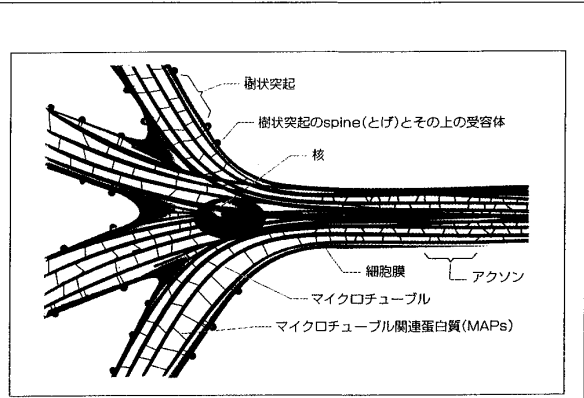 樹状突起
樹状突起のspine(とげ)とその上の受容体
核
細胞膜
アクソン
マイクロチューブル
マイクロチューブル関連蛋白質(MAPs)